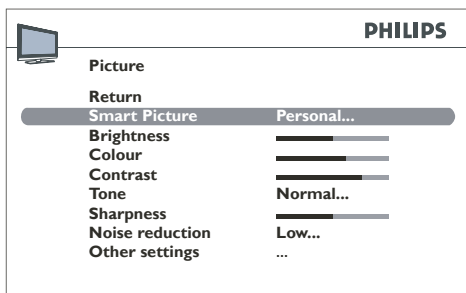 PHILIPS
Picture
Return
Smart Picture Personal...
Brightness
Colour
Contrast
Tone Normal...
Sharpness
Noise reduction Low...
Other settings ...